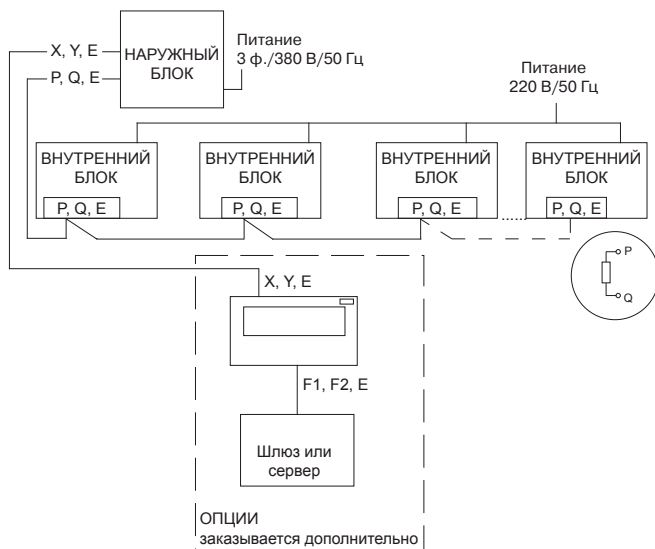 X, Y, E
P, Q, E
НАРУЖНЫЙ
БЛОК
Питание
3 ф./380 В/50 Гц
Питание
220 В/50 Гц
ВНУТРЕННИЙ
БЛОК
P, Q, E
ВНУТРЕННИЙ
БЛОК
P, Q, E
ВНУТРЕННИЙ
БЛОК
P, Q, E
ВНУТРЕННИЙ
БЛОК
P, Q, E
P
Q
X, Y, E
F1, F2, E
Шлюз или
сервер
ОПЦИИ
заказывается дополнительно